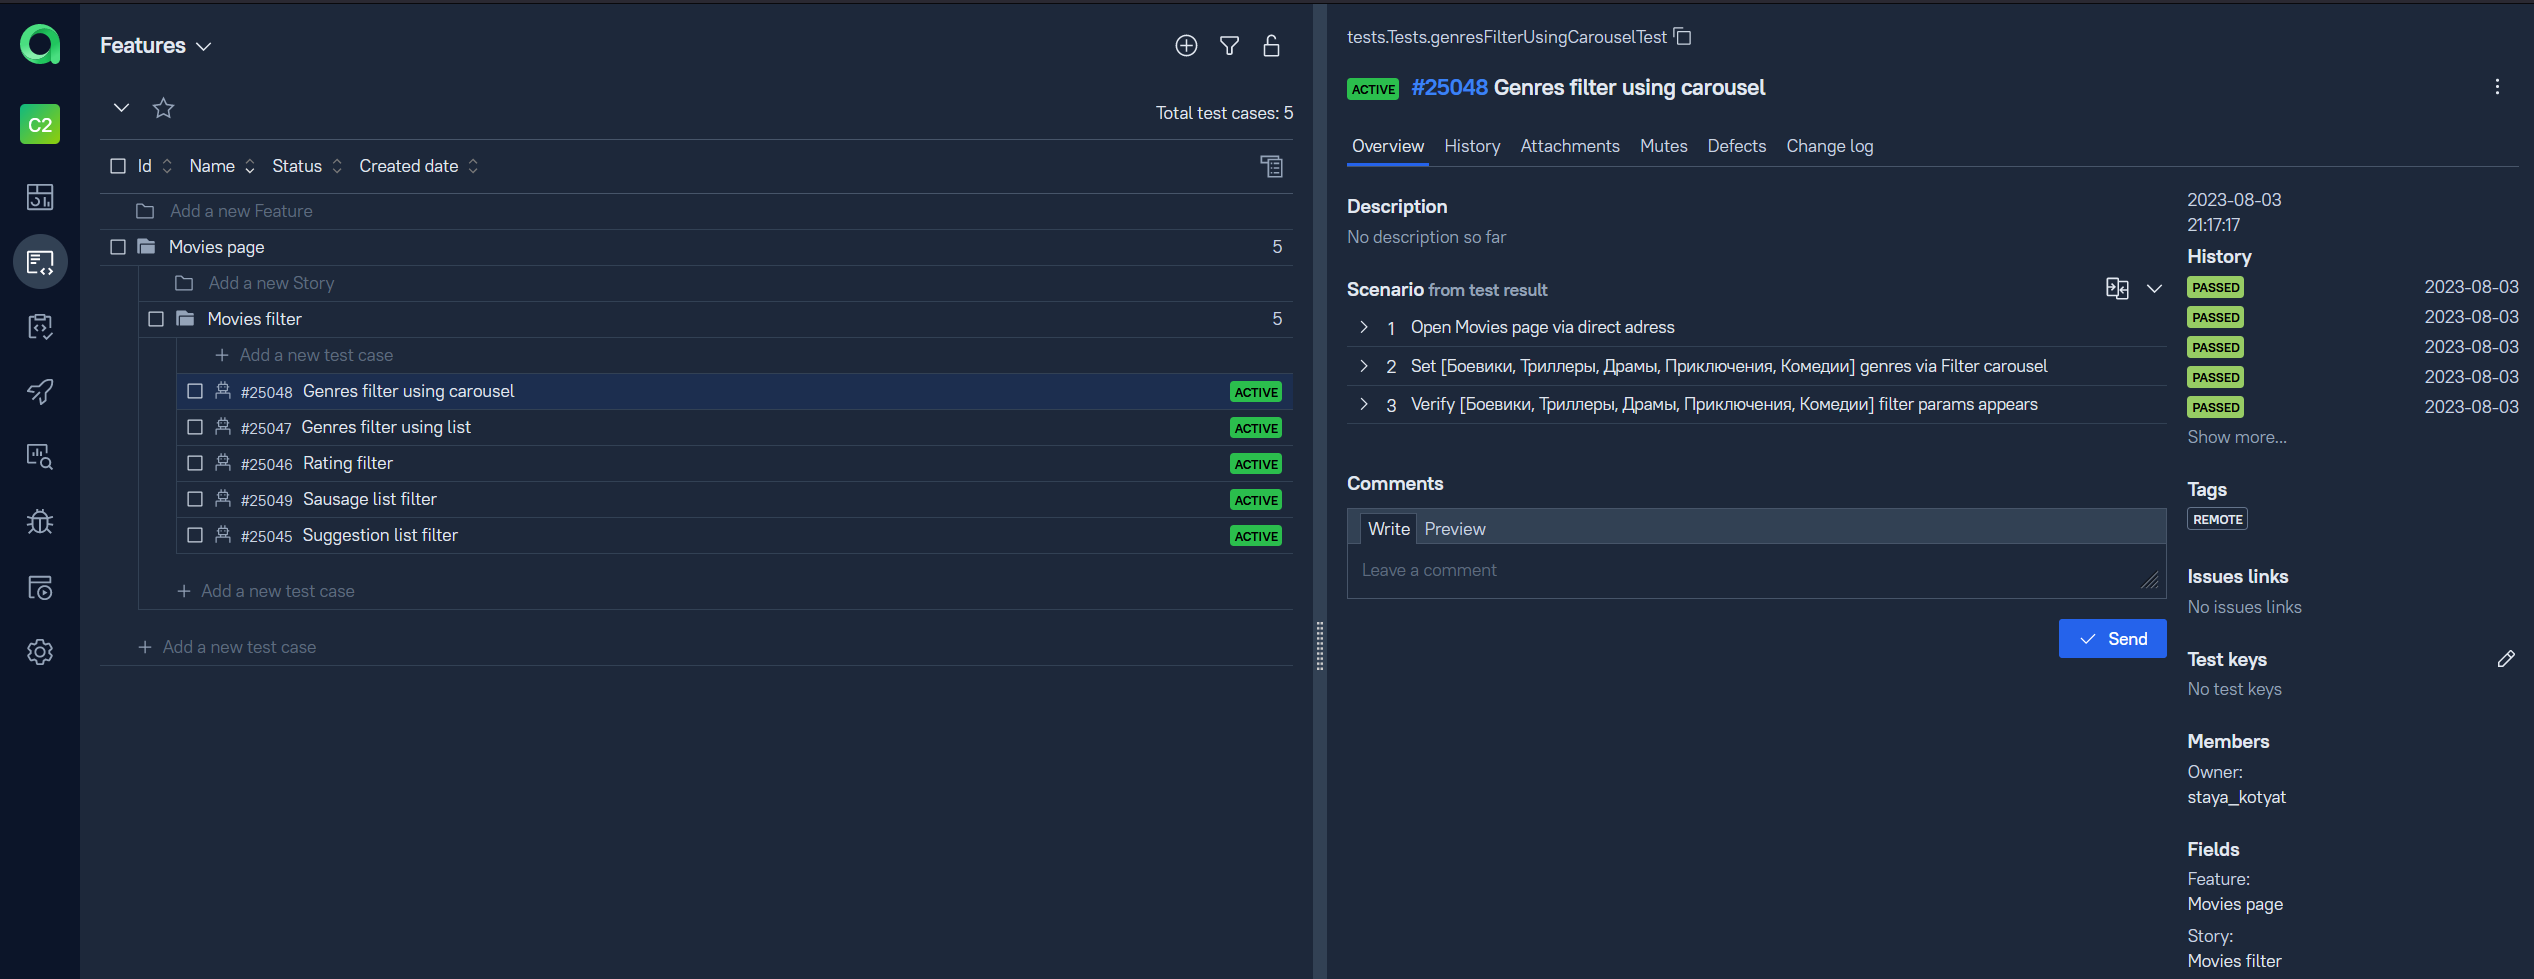 C2
Features
Total test cases: 5
Id Name Status Created date
Add a new Feature
Movies page 5
Add a new Story
Movies filter 5
Add a new test case
#25048 Genres filter using carousel ACTIVE
#25047 Genres filter using list ACTIVE
#25046 Rating filter ACTIVE
#25049 Sausage list filter ACTIVE
#25045 Suggestion list filter ACTIVE
Add a new test case
Add a new test case
tests.Tests.genresFilterUsingCarouselTest
ACTIVE #25048 Genres filter using carousel
Overview History Attachments Mutes Defects Change log
Description
No description so far
Scenario from test result
1 Open Movies page via direct adress
2 Set [Боевики, Триллеры, Драмы, Приключения, Комедии] genres via Filter carousel
3 Verify [Боевики, Триллеры, Драмы, Приключения, Комедии] filter params appears
Comments
Write Preview
Leave a comment
Send
2023-08-03
21:17:17
History
PASSED 2023-08-03
PASSED 2023-08-03
PASSED 2023-08-03
PASSED 2023-08-03
PASSED 2023-08-03
Show more...
Tags
REMOTE
Issues links
No issues links
Test keys
No test keys
Members
Owner:
staya_kotyat
Fields
Feature:
Movies page
Story:
Movies filter